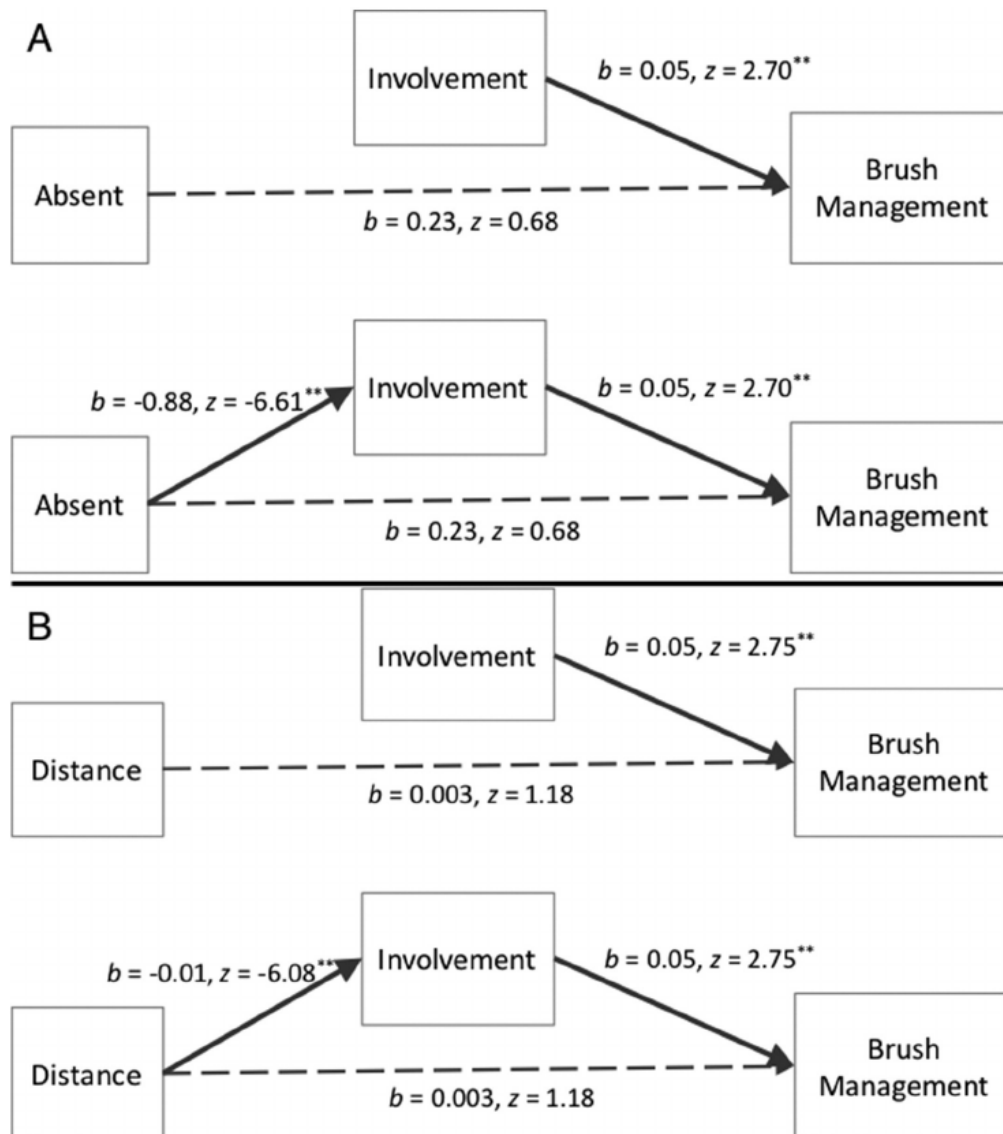 A
Involvement
b = 0.05, z = 2.70**
Absent
Brush
Management
b = 0.23, z = 0.68
Involvement
b = 0.05, z = 2.70**
b = -0.88, z = -6.61**
Absent
Brush
Management
b = 0.23, z = 0.68
B
Involvement
b = 0.05, z = 2.75**
Distance
Brush
Management
b = 0.003, z = 1.18
Involvement
b = 0.05, z = 2.75**
b = -0.01, z = -6.08**
Distance
Brush
Management
b = 0.003, z = 1.18